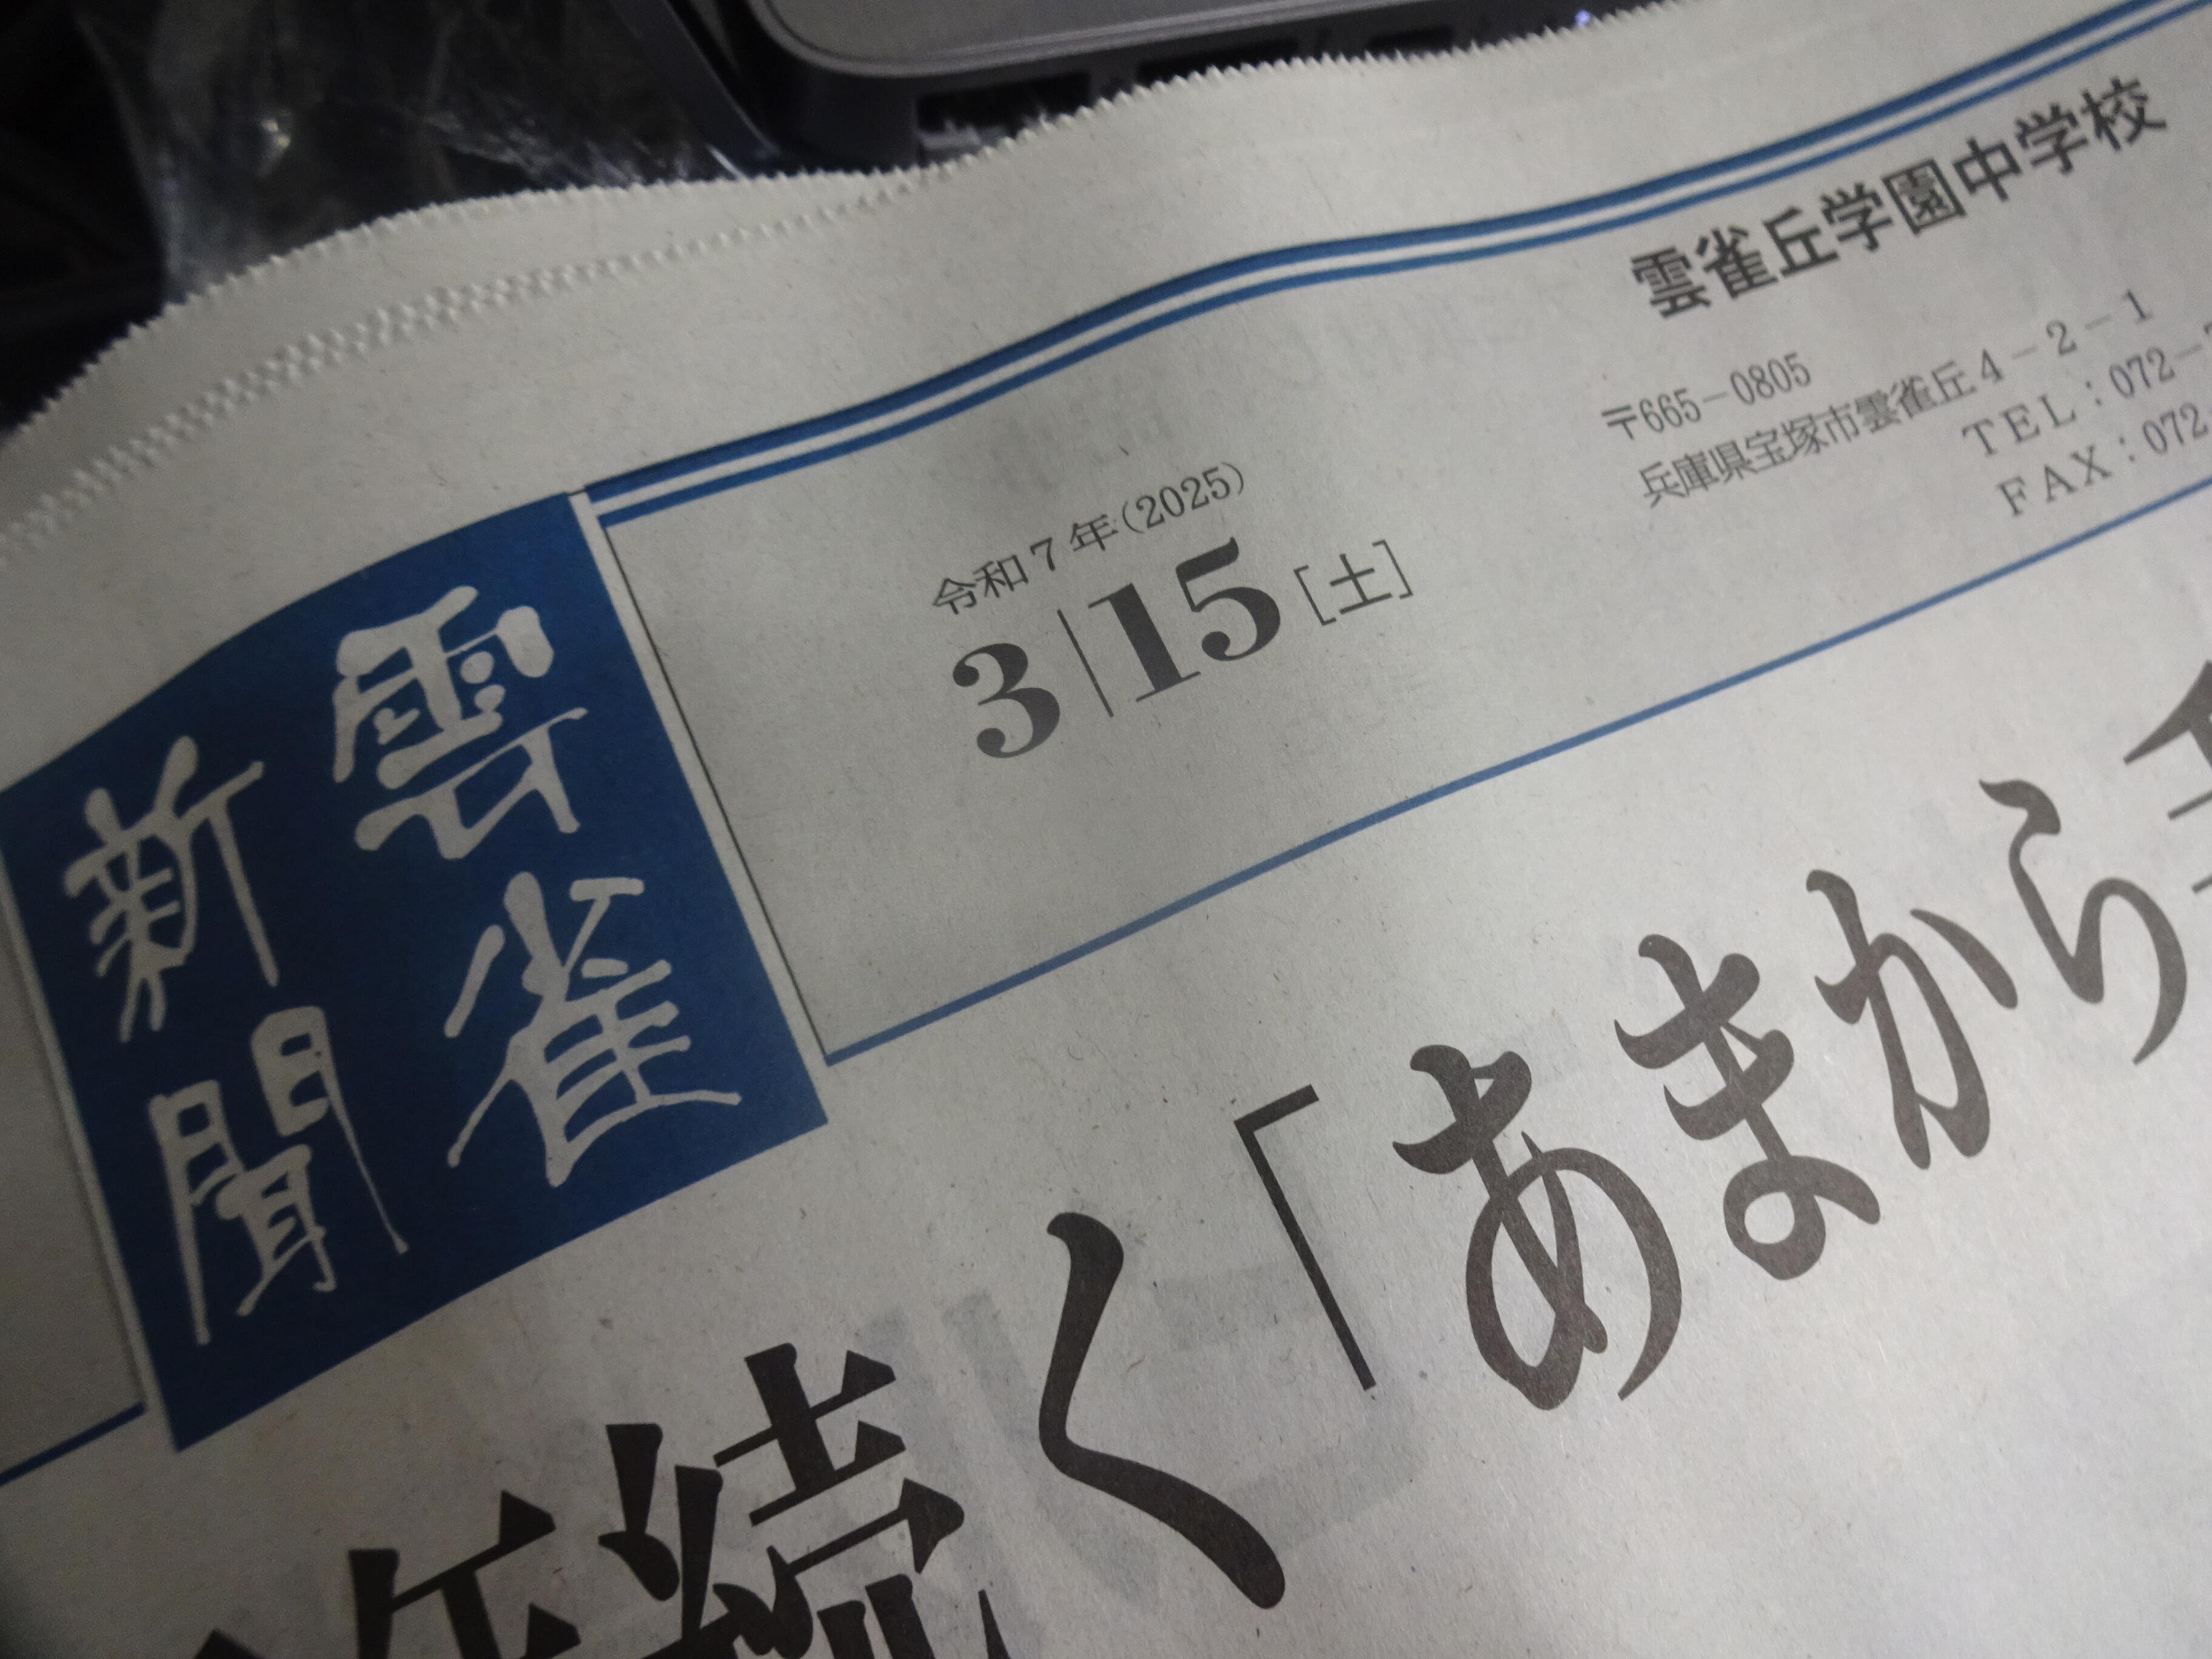 雲雀
新聞
令和7年(2025)
3|15[土]
雲雀丘学園中学校
〒665-0805
兵庫県宝塚市雲雀丘4-2-1
TEL:072-
FAX:072
続く「あまから